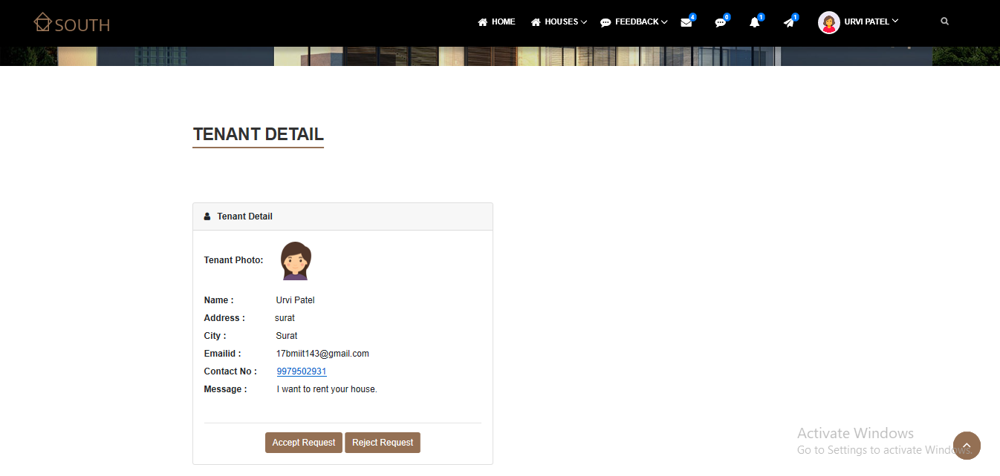 SOUTH
HOME
HOUSES
FEEDBACK
4
0
1
1
URVI PATEL
TENANT DETAIL
Tenant Detail
Tenant Photo:
Name : Urvi Patel
Address : surat
City : Surat
Emailid : 17bmiit143@gmail.com
Contact No : 9979502931
Message : I want to rent your house.
Accept Request Reject Request
Activate Windows
Go to Settings to activate Windows.